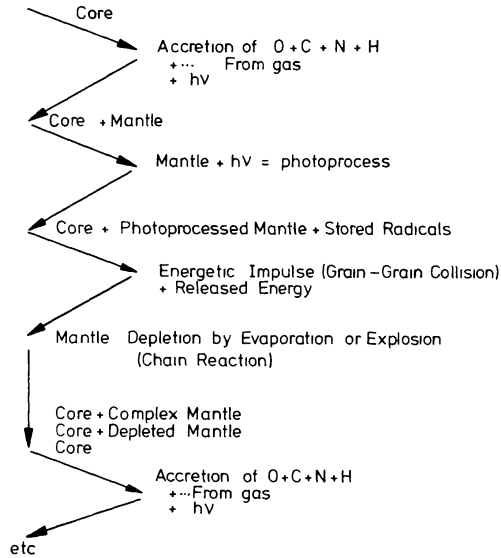 Core
Accretion of O+C + N + H
+··· From gas
+ hν
Core + Mantle
Mantle + hν = photoprocess
Core + Photoprocessed Mantle + Stored Radicals
Energetic Impulse (Grain-Grain Collision)
+ Released Energy
Mantle Depletion by Evaporation or Explosion
(Chain Reaction)
Core + Complex Mantle
Core + Depleted Mantle
Core
Accretion of O+C+N+H
+···From gas
+ hν
etc